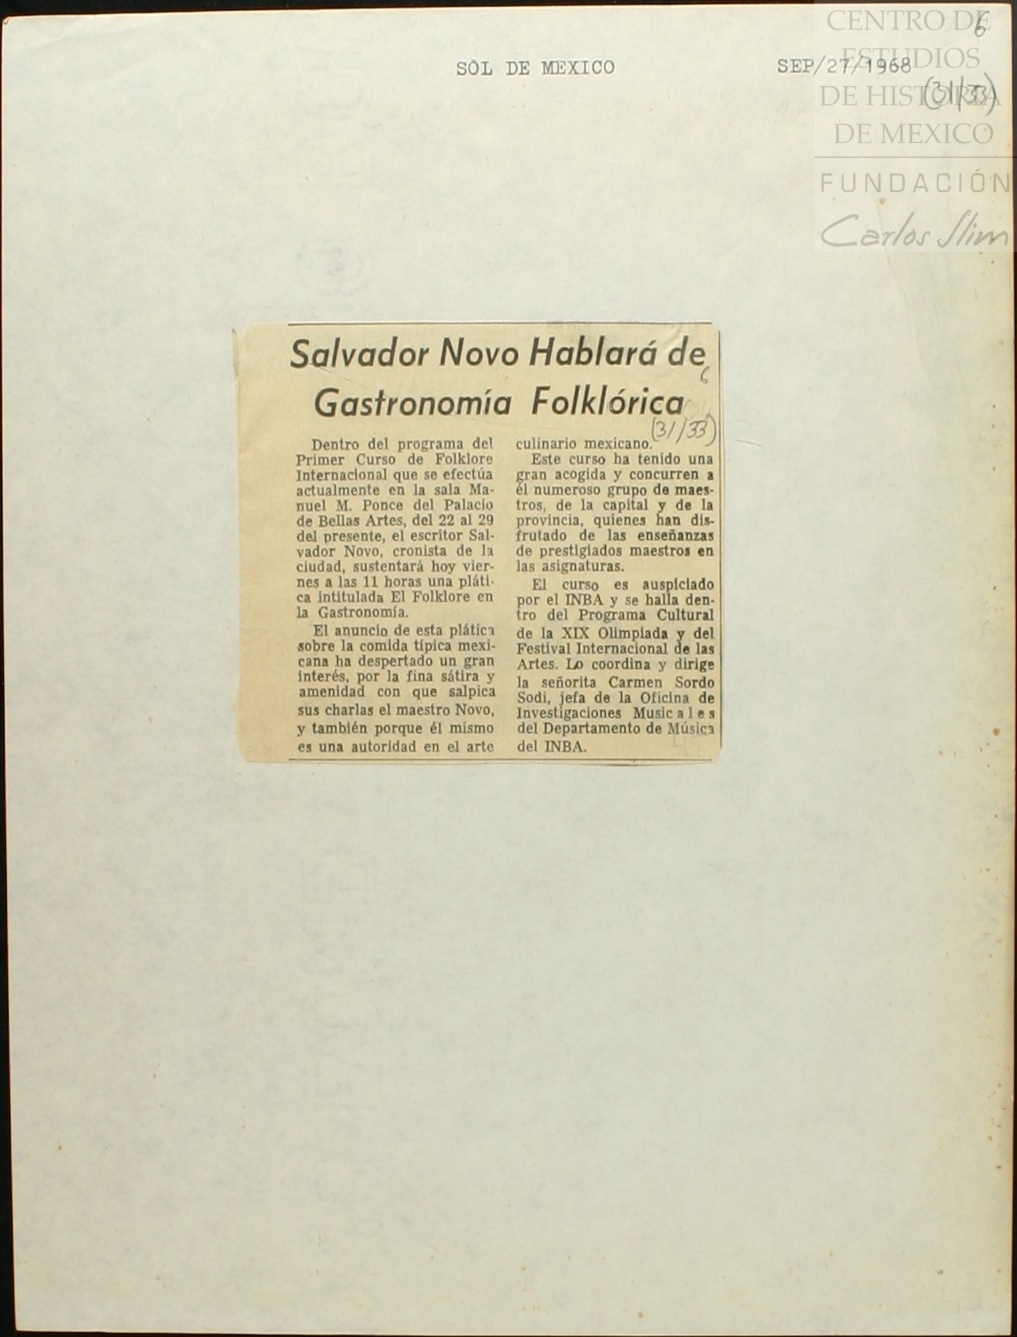 CENTRO DE
ESTUDIOS
DE HISTORIA
DE MEXICO
FUNDACIÓN
Carlos Slim
6
SOL DE MEXICO
SEP/27/1968
(31/33)
Salvador Novo Hablará de
Gastronomía Folklórica
6
(31/33)
Dentro del programa del
Primer Curso de Folklore
Internacional que se efectúa
actualmente en la sala Ma-
nuel M. Ponce del Palacio
de Bellas Artes, del 22 al 29
del presente, el escritor Sal-
vador Novo, cronista de la
ciudad, sustentará hoy vier-
nes a las 11 horas una pláti-
ca intitulada El Folklore en
la Gastronomía.
El anuncio de esta plática
sobre la comida típica mexi-
cana ha despertado un gran
interés, por la fina sátira y
amenidad con que salpica
sus charlas el maestro Novo,
y también porque él mismo
es una autoridad en el arte
culinario mexicano.
Este curso ha tenido una
gran acogida y concurren a
él numeroso grupo de maes-
tros, de la capital y de la
provincia, quienes han dis-
frutado de las enseñanzas
de prestigiados maestros en
las asignaturas.
El curso es auspiciado
por el INBA y se halla den-
tro del Programa Cultural
de la XIX Olimpiada y del
Festival Internacional de las
Artes. Lo coordina y dirige
la señorita Carmen Sordo
Sodi, jefa de la Oficina de
Investigaciones Musicales
del Departamento de Música
del INBA.